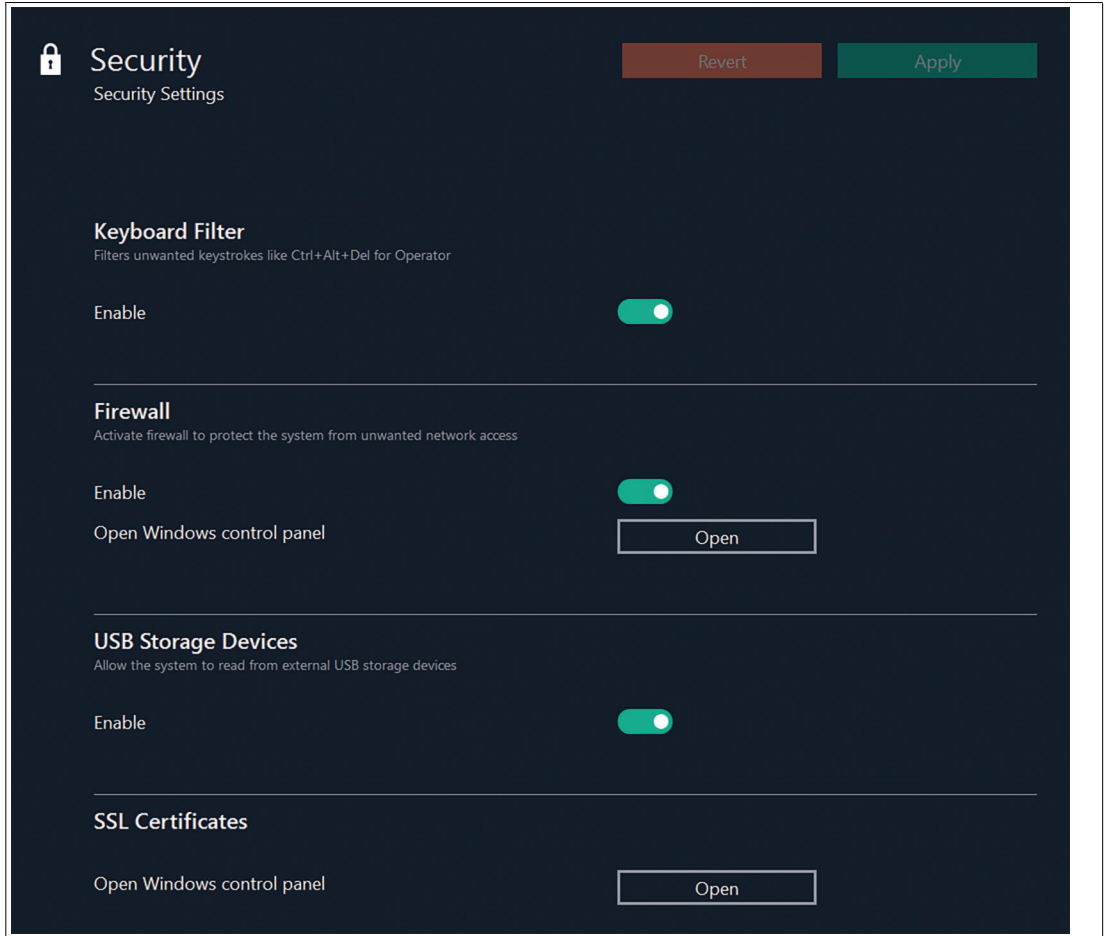 Security
Revert
Apply
Security Settings
Keyboard Filter
Filters unwanted keystrokes like Ctrl+Alt+Del for Operator
Enable
Firewall
Activate firewall to protect the system from unwanted network access
Enable
Open Windows control panel
Open
USB Storage Devices
Allow the system to read from external USB storage devices
Enable
SSL Certificates
Open Windows control panel
Open